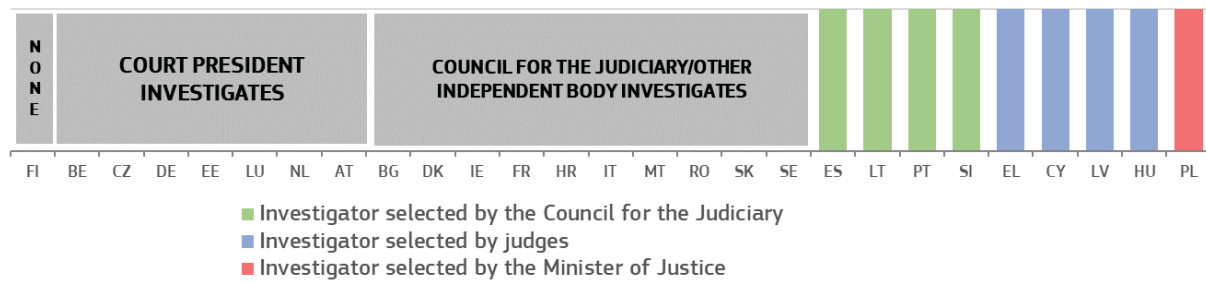 NONE
COURT PRESIDENT
INVESTIGATES
COUNCIL FOR THE JUDICIARY/OTHER
INDEPENDENT BODY INVESTIGATES
FI BE CZ DE EE LU NL AT BG DK IE FR HR IT MT RO SK SE ES LT PT SI EL CY LV HU PL
Investigator selected by the Council for the Judiciary
Investigator selected by judges
Investigator selected by the Minister of Justice